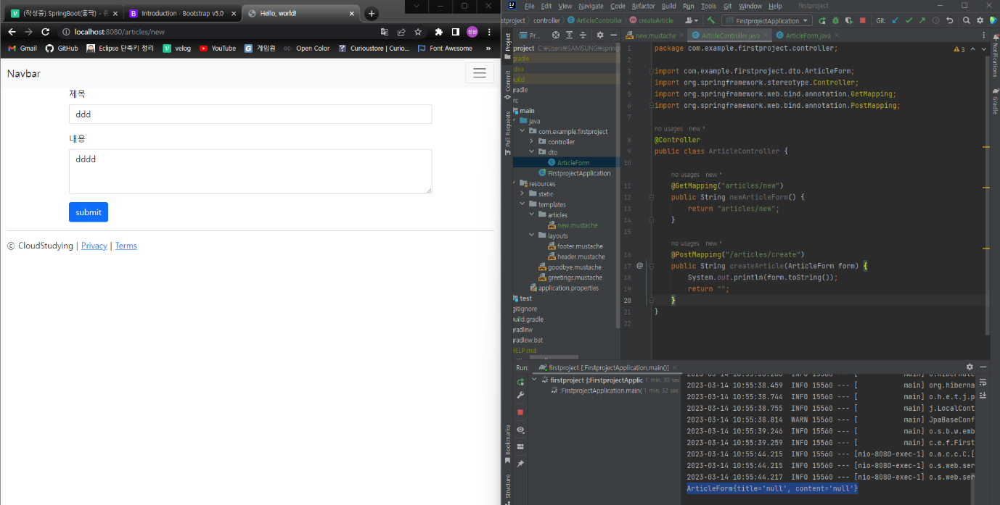 (작성중) SpringBoot(홍팍) -
Introduction · Bootstrap v5.0
Hello, world!
localhost:8080/articles/new
정원
Gmail
GitHub
Eclipse 단축키 정리
velog
YouTube
게임원
Open Color
Curioustore | Curio...
Font Awesome
»
Navbar
제목
ddd
내용
dddd
submit
ⓒ CloudStudying | Privacy | Terms
File Edit View Navigate Code Refactor Build Run Tools Git Window Help firstproject
stproject controller ArticleController createArticle
FirstprojectApplication
Git:
Project
Commit
Pull Requests
Bookmarks
Structure
Notifications
Gradle
Pr...
project C:₩Users₩SAMSUNG₩spring
gradle
idea
build
gradle
rc
main
java
com.example.firstproject
controller
dto
ArticleForm
FirstprojectApplication
resources
static
templates
articles
new.mustache
layouts
footer.mustache
header.mustache
goodbye.mustache
greetings.mustache
application.properties
test
gitignore
build.gradle
gradlew
gradlew.bat
HELP.md
new.mustache
ArticleController.java
ArticleForm.java
3
1 package com.example.firstproject.controller;
2
3 import com.example.firstproject.dto.ArticleForm;
4 import org.springframework.stereotype.Controller;
5 import org.springframework.web.bind.annotation.GetMapping;
6 import org.springframework.web.bind.annotation.PostMapping;
7
no usages new *
8 @Controller
9 public class ArticleController {
10
no usages new *
11 @GetMapping("articles/new")
12 public String newArticleForm() {
13 return "articles/new";
14 }
15
no usages new *
16 @PostMapping("/articles/create")
17 public String createArticle(ArticleForm form) {
18 System.out.println(form.toString());
19 return "";
20 }
21 }
22
Run: firstproject [:FirstprojectApplication.main()]
firstproject [:FirstprojectApplic. 1 min, 33 sec
:FirstprojectApplication.main( 1 min, 32 sec
2023-03-14 10:55:38.459 INFO 15560 --- [ main] org.hiberna
2023-03-14 10:55:38.744 INFO 15560 --- [ main] o.h.e.t.j.p
2023-03-14 10:55:38.755 INFO 15560 --- [ main] j.LocalCont
2023-03-14 10:55:38.814 WARN 15560 --- [ main] JpaBaseConf
2023-03-14 10:55:39.246 INFO 15560 --- [ main] o.s.b.w.emb
2023-03-14 10:55:39.259 INFO 15560 --- [ main] c.e.f.First
2023-03-14 10:55:44.215 INFO 15560 --- [nio-8080-exec-1] o.a.c.c.C.[
2023-03-14 10:55:44.215 INFO 15560 --- [nio-8080-exec-1] o.s.web.ser
2023-03-14 10:55:44.217 INFO 15560 --- [nio-8080-exec-1] o.s.web.ser
ArticleForm{title='null', content='null'}